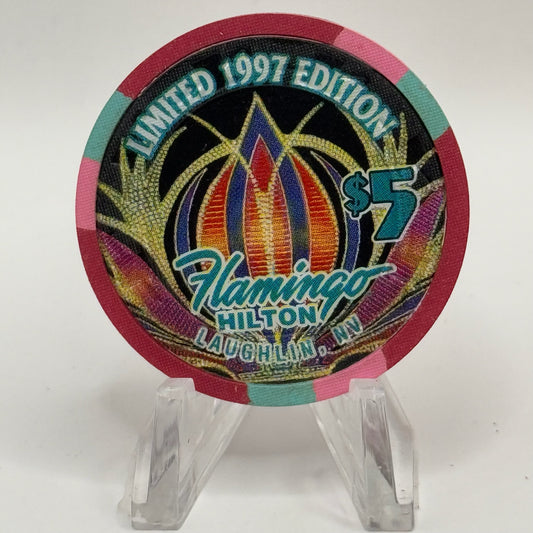 LIMITED 1997 EDITION
$5
Flamingo
HILTON
LAUGHLIN, NV